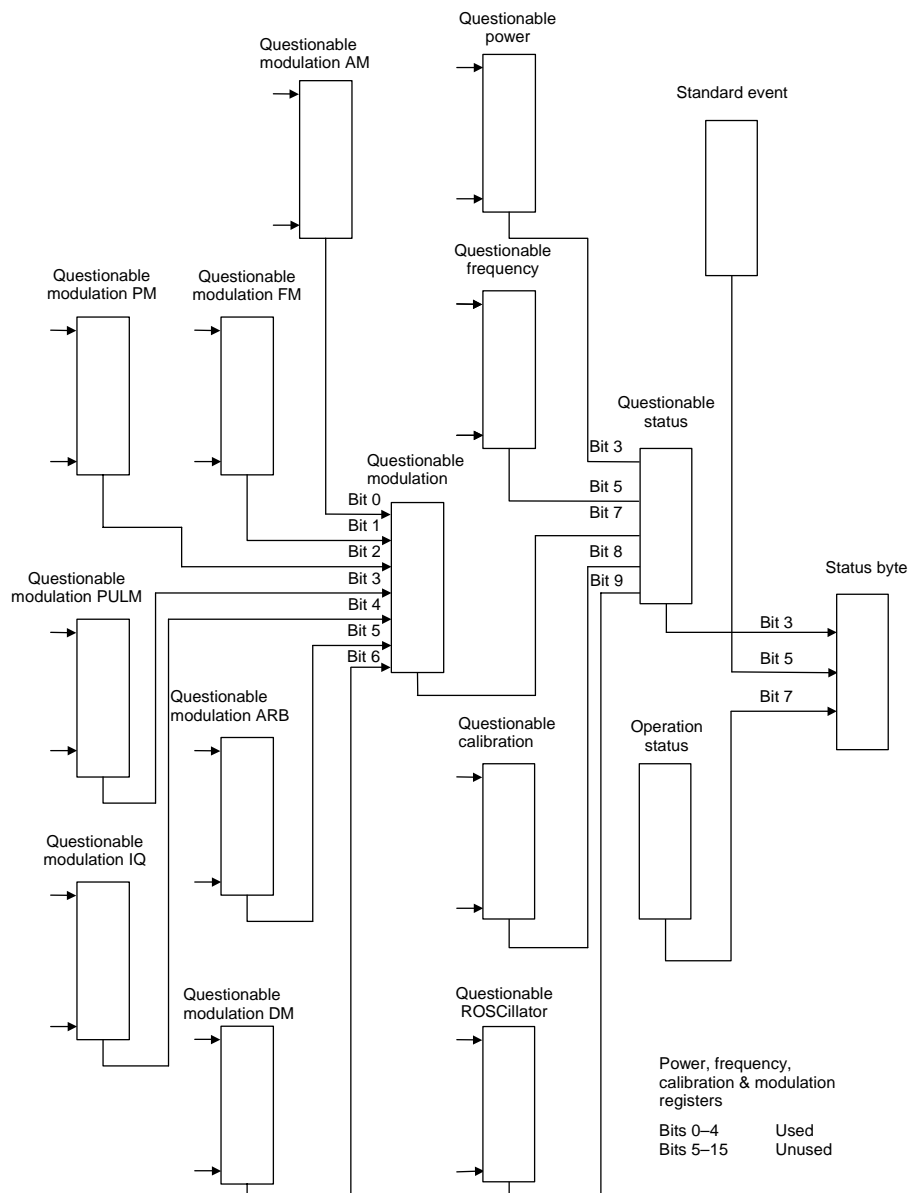 Questionable
power
Questionable
modulation AM
Standard event
Questionable
frequency
Questionable
modulation PM
Questionable
modulation FM
Questionable
status
Bit 3
Bit 5
Bit 7
Bit 8
Bit 9
Questionable
modulation
Bit 0
Bit 1
Bit 2
Bit 3
Bit 4
Bit 5
Bit 6
Questionable
modulation PULM
Status byte
Bit 3
Bit 5
Bit 7
Questionable
modulation ARB
Questionable
calibration
Operation
status
Questionable
modulation IQ
Questionable
modulation DM
Questionable
ROSCillator
Power, frequency,
calibration & modulation
registers
Bits 0–4 Used
Bits 5–15 Unused